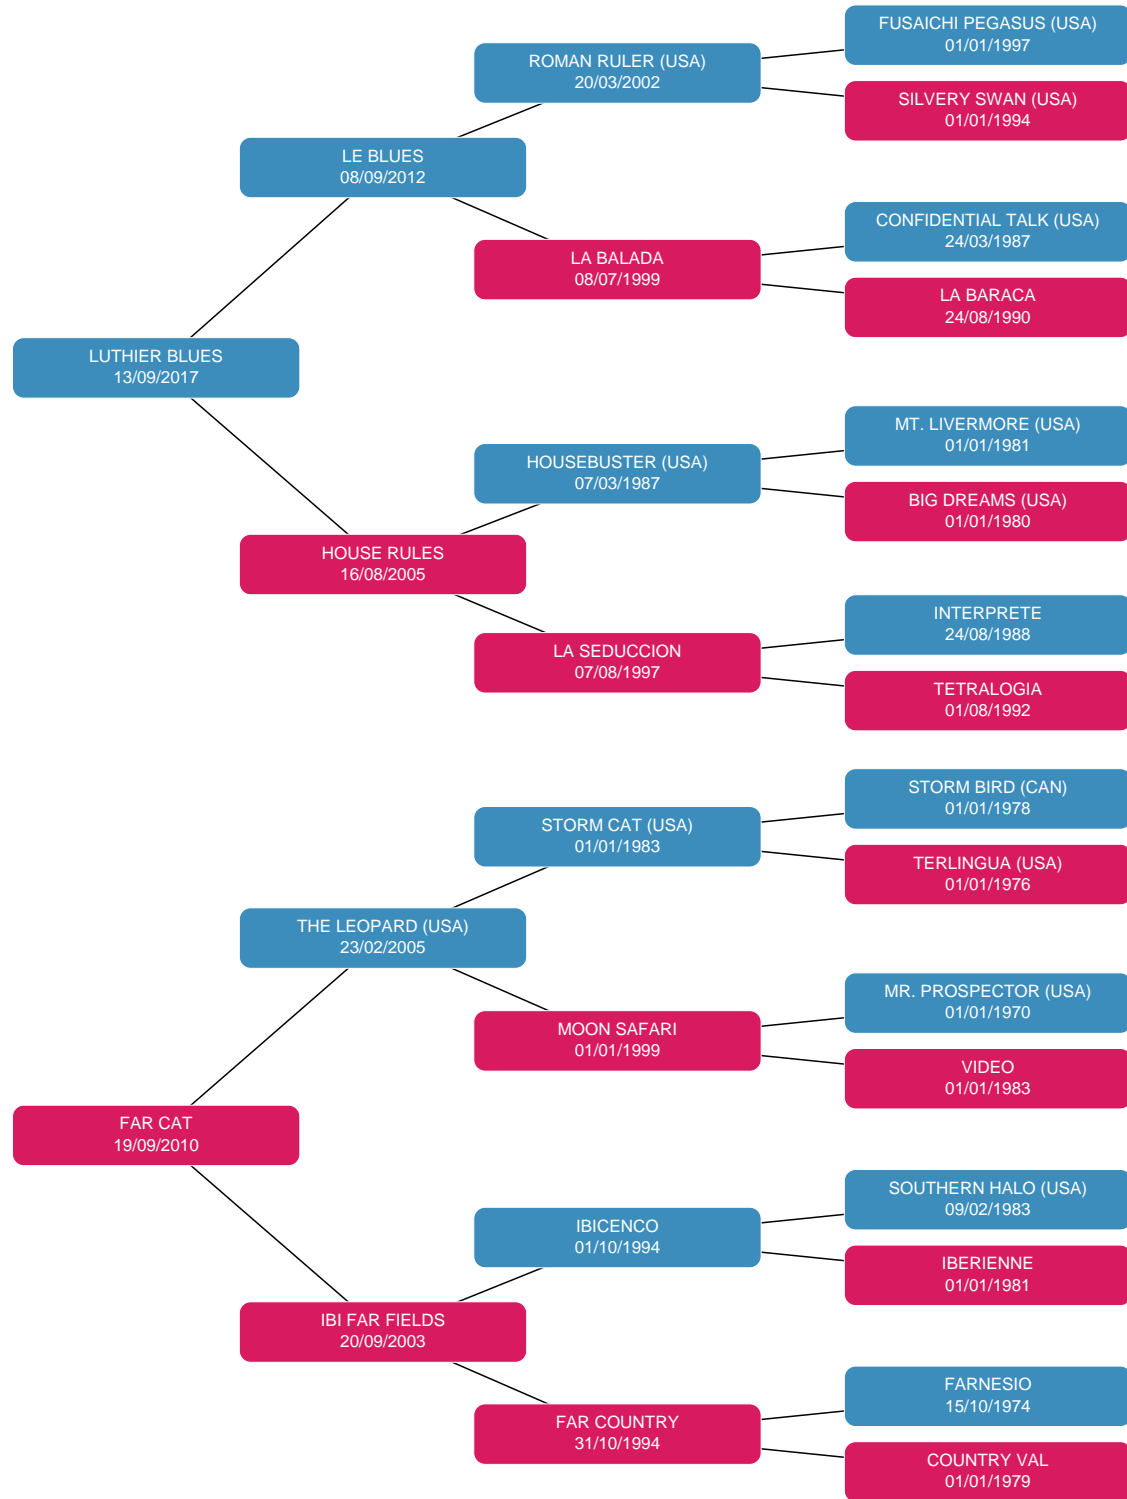 FUSAICHI PEGASUS (USA)
01/01/1997
ROMAN RULER (USA)
20/03/2002
SILVERY SWAN (USA)
01/01/1994
LE BLUES
08/09/2012
CONFIDENTIAL TALK (USA)
24/03/1987
LA BALADA
08/07/1999
LA BARACA
24/08/1990
LUTHIER BLUES
13/09/2017
MT. LIVERMORE (USA)
01/01/1981
HOUSEBUSTER (USA)
07/03/1987
BIG DREAMS (USA)
01/01/1980
HOUSE RULES
16/08/2005
INTERPRETE
24/08/1988
LA SEDUCCION
07/08/1997
TETRALOGIA
01/08/1992
STORM BIRD (CAN)
01/01/1978
STORM CAT (USA)
01/01/1983
TERLINGUA (USA)
01/01/1976
THE LEOPARD (USA)
23/02/2005
MR. PROSPECTOR (USA)
01/01/1970
MOON SAFARI
01/01/1999
VIDEO
01/01/1983
FAR CAT
19/09/2010
SOUTHERN HALO (USA)
09/02/1983
IBICENCO
01/10/1994
IBERIENNE
01/01/1981
IBI FAR FIELDS
20/09/2003
FARNESIO
15/10/1974
FAR COUNTRY
31/10/1994
COUNTRY VAL
01/01/1979